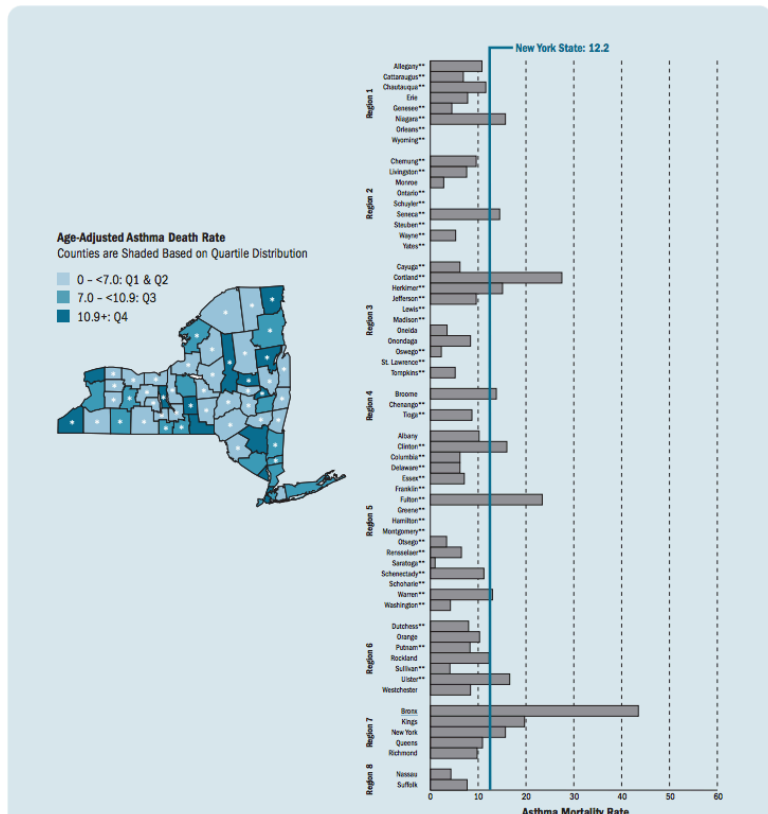 New York State: 12.2
Age-Adjusted Asthma Death Rate
Counties are Shaded Based on Quartile Distribution
0 – <7.0: Q1 & Q2
7.0 – <10.9: Q3
10.9+: Q4
Region 1
Allegany**
Cattaraugus**
Chautauqua**
Erie
Genesee**
Niagara**
Orleans**
Wyoming**
Region 2
Chemung**
Livingston**
Monroe
Ontario**
Schuyler**
Seneca**
Steuben**
Wayne**
Yates**
Region 3
Cayuga**
Cortland**
Herkimer**
Jefferson**
Lewis**
Madison**
Oneida
Onondaga
Oswego**
St. Lawrence**
Tompkins**
Region 4
Broome
Chenango**
Tioga**
Region 5
Albany
Clinton**
Columbia**
Delaware**
Essex**
Franklin**
Fulton**
Greene**
Hamilton**
Montgomery**
Otsego**
Rensselaer**
Saratoga**
Schenectady**
Schoharie**
Warren**
Washington**
Region 6
Dutchess**
Orange
Putnam**
Rockland
Sullivan**
Ulster**
Westchester
Region 7
Bronx
Kings
New York
Queens
Richmond
Region 8
Nassau
Suffolk
0 10 20 30 40 50 60
Asthma Mortality Rate